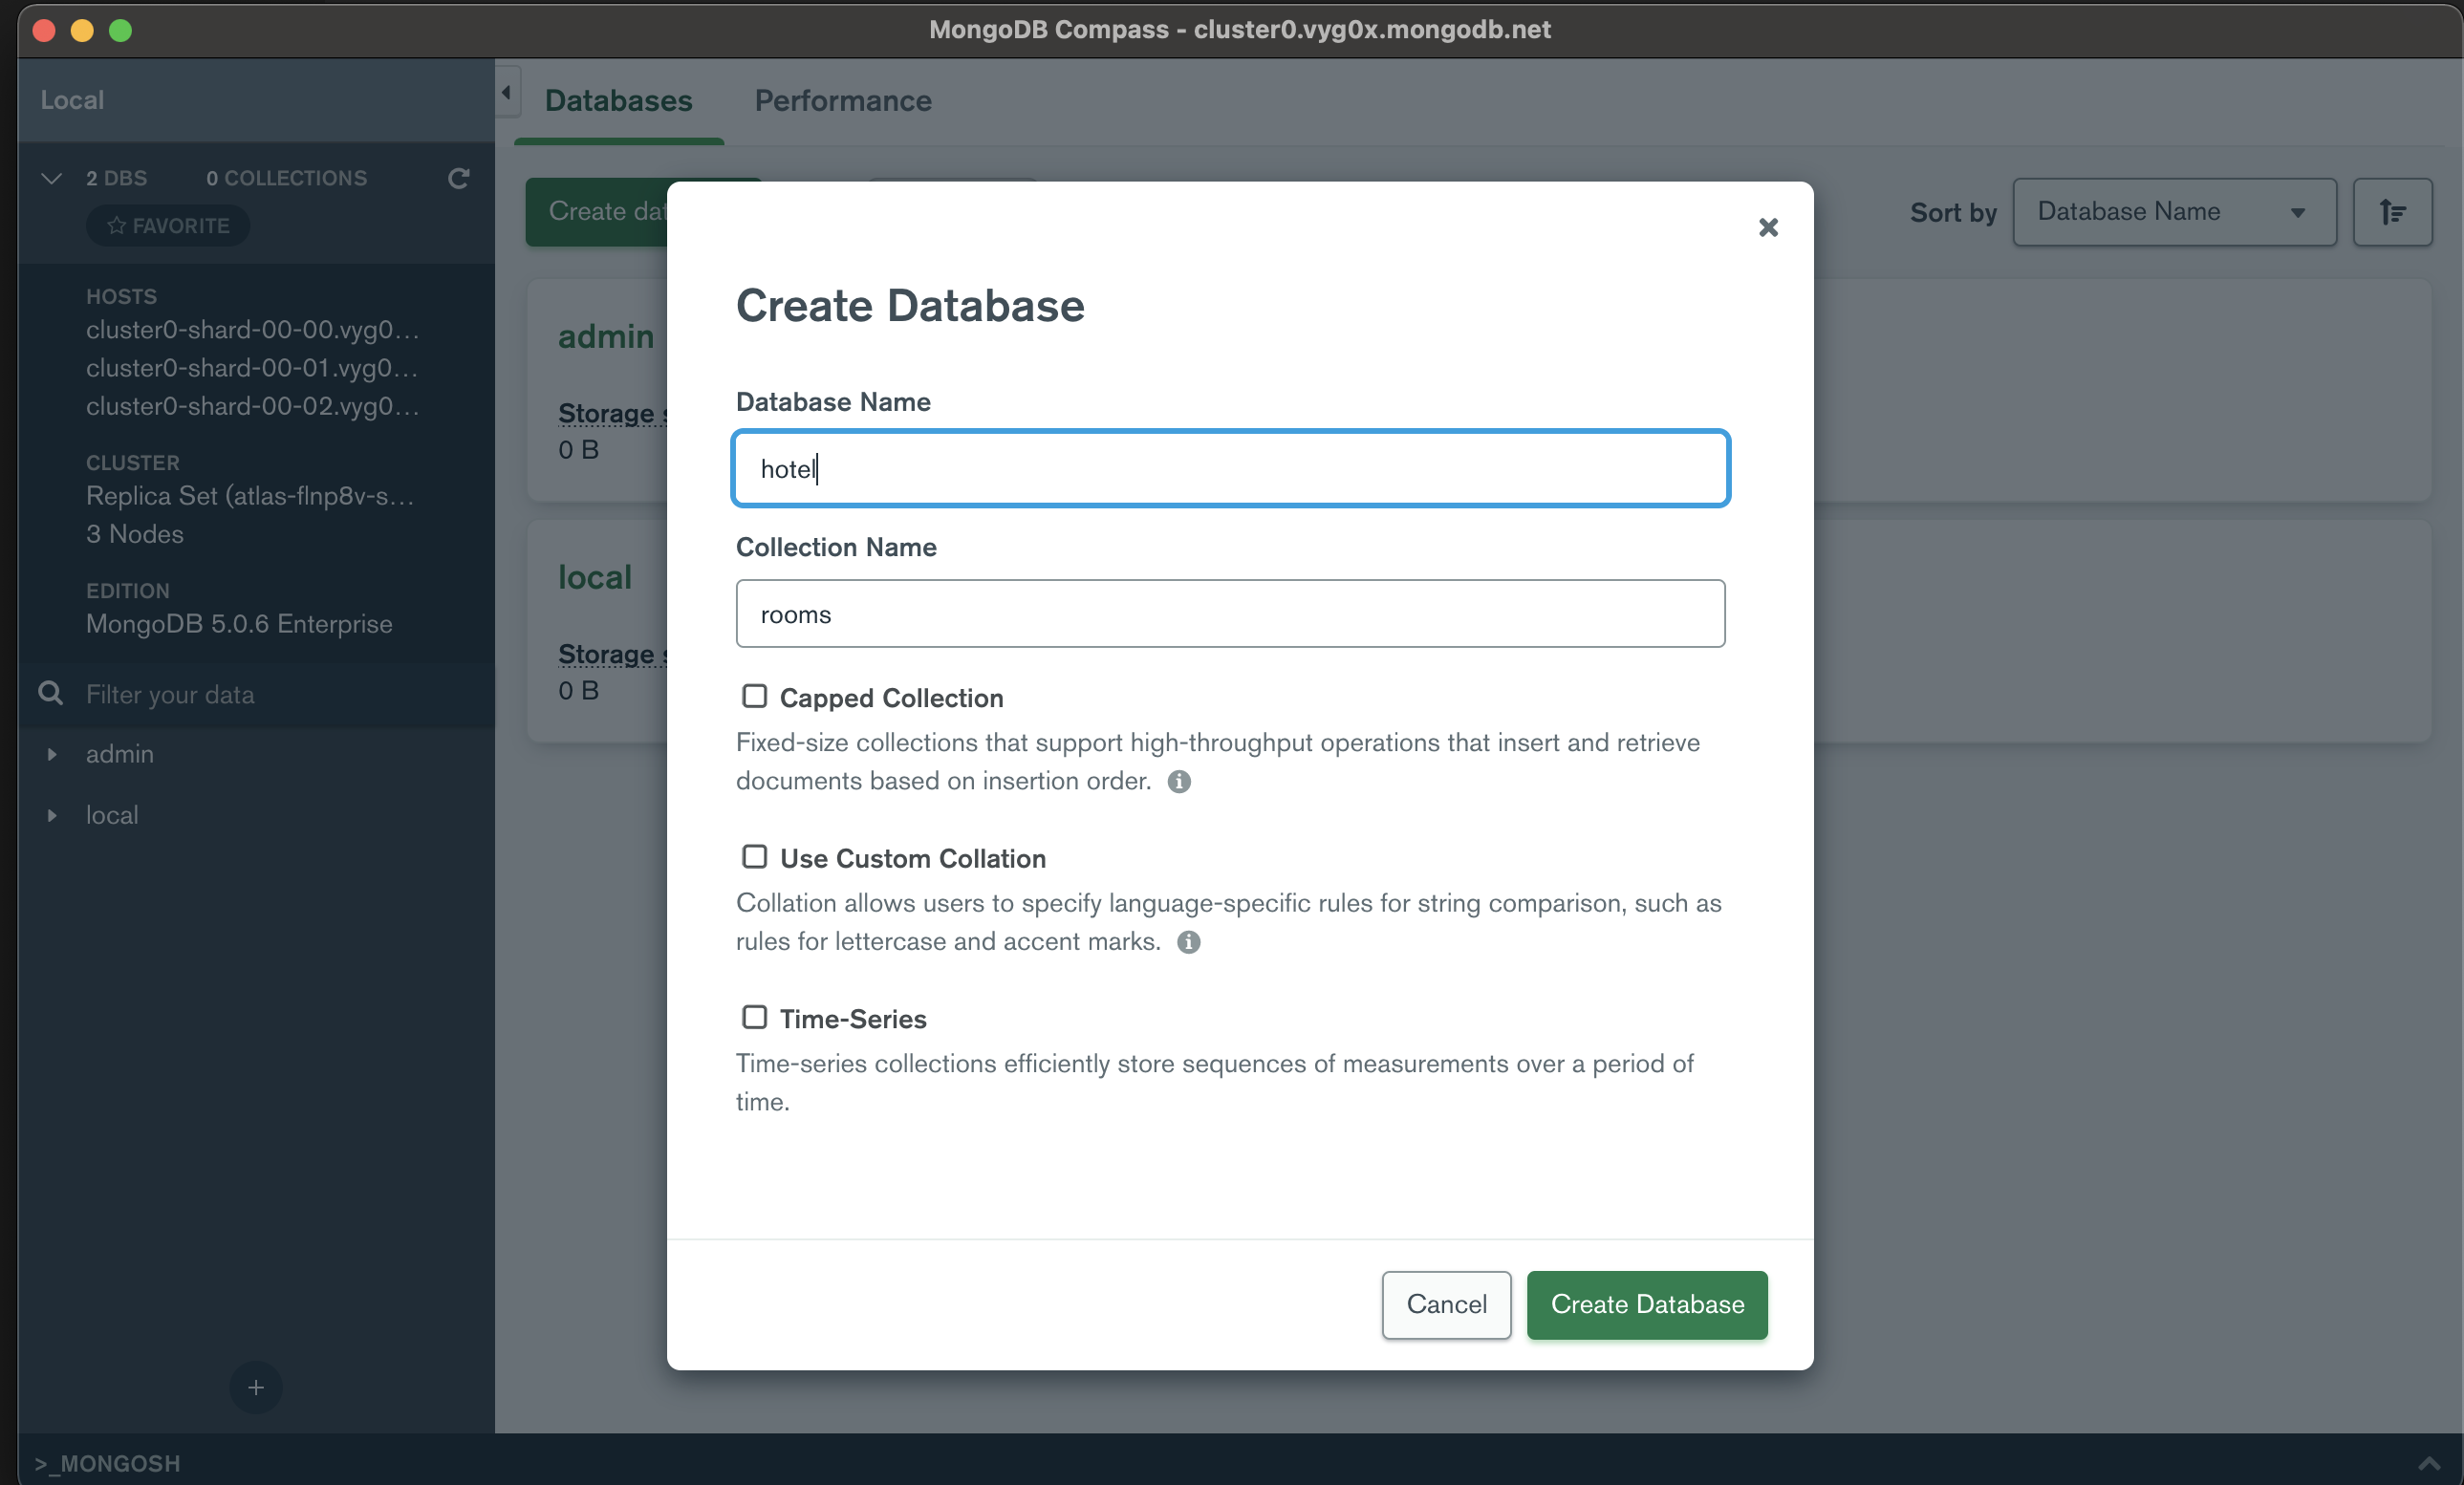 MongoDB Compass - cluster0.vyg0x.mongodb.net
Local
2 DBS 0 COLLECTIONS
FAVORITE
HOSTS
cluster0-shard-00-00.vyg0...
cluster0-shard-00-01.vyg0...
cluster0-shard-00-02.vyg0...
CLUSTER
Replica Set (atlas-flnp8v-s...
3 Nodes
EDITION
MongoDB 5.0.6 Enterprise
Filter your data
admin
local
Databases Performance
Create dat
Sort by Database Name
admin
Storage s
0 B
local
Storage s
0 B
Create Database
Database Name
hotel
Collection Name
rooms
Capped Collection
Fixed-size collections that support high-throughput operations that insert and retrieve
documents based on insertion order.
Use Custom Collation
Collation allows users to specify language-specific rules for string comparison, such as
rules for lettercase and accent marks.
Time-Series
Time-series collections efficiently store sequences of measurements over a period of
time.
Cancel Create Database
>_MONGOSH